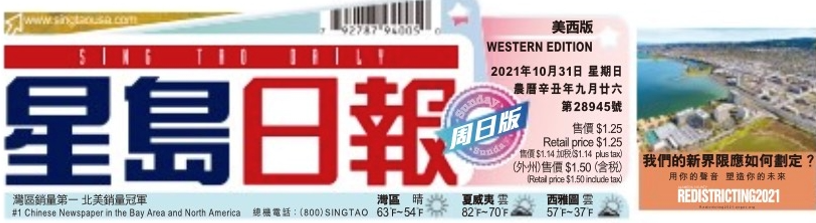 www.singtaousa.com
7 92787 94005 0
SING TAO DAILY
星島日報
Sunday
周日版
Sunday
美西版
WESTERN EDITION
2021年10月31日 星期日
農曆辛丑年九月廿六
第28945號
售價 $1.25
Retail price $1.25
售價 $1.14 加稅($1.14 plus tax)
(外州)售價 $1.50 (含稅)
(Retail price $1.50 include tax)
灣區銷量第一 北美銷量冠軍
#1 Chinese Newspaper in the Bay Area and North America 總機電話：(800)SINGTAO
灣區 晴
63°F~54°F
夏威夷 雲
82°F~70°F
西雅圖 雲
57°F~37°F
我們的新界限應如何劃定？
用你的聲音 塑造你的未來
REDISTRICTING2021